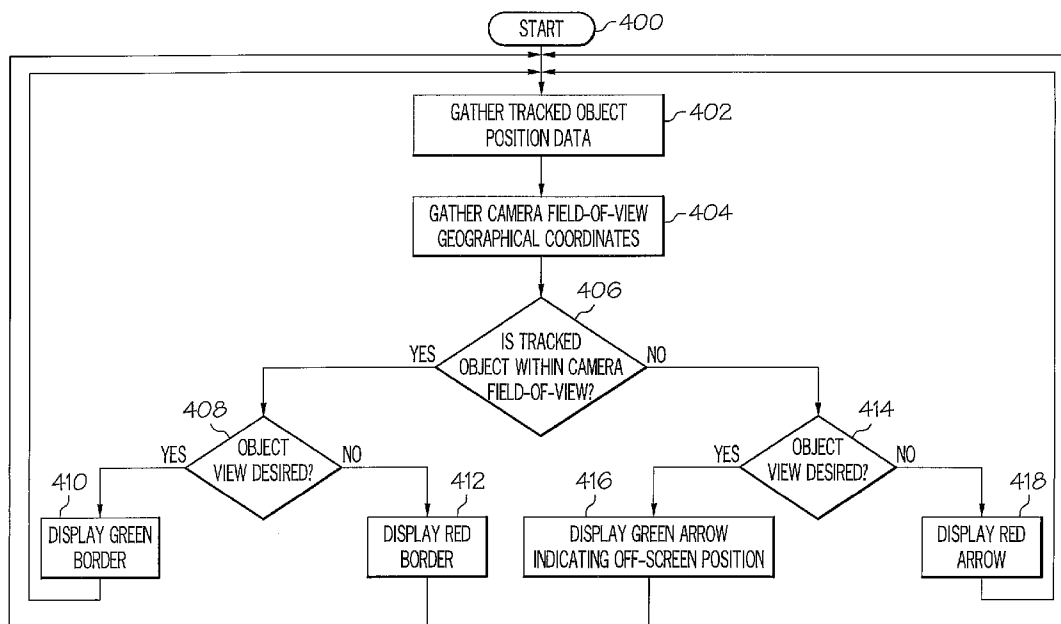 START
400
GATHER TRACKED OBJECT
POSITION DATA
402
GATHER CAMERA FIELD-OF-VIEW
GEOGRAPHICAL COORDINATES
404
406
IS TRACKED
OBJECT WITHIN CAMERA
FIELD-OF-VIEW?
YES
NO
408
OBJECT
VIEW DESIRED?
YES
NO
414
OBJECT
VIEW DESIRED?
YES
NO
410
DISPLAY GREEN
BORDER
412
DISPLAY RED
BORDER
416
DISPLAY GREEN ARROW
INDICATING OFF-SCREEN POSITION
418
DISPLAY RED
ARROW